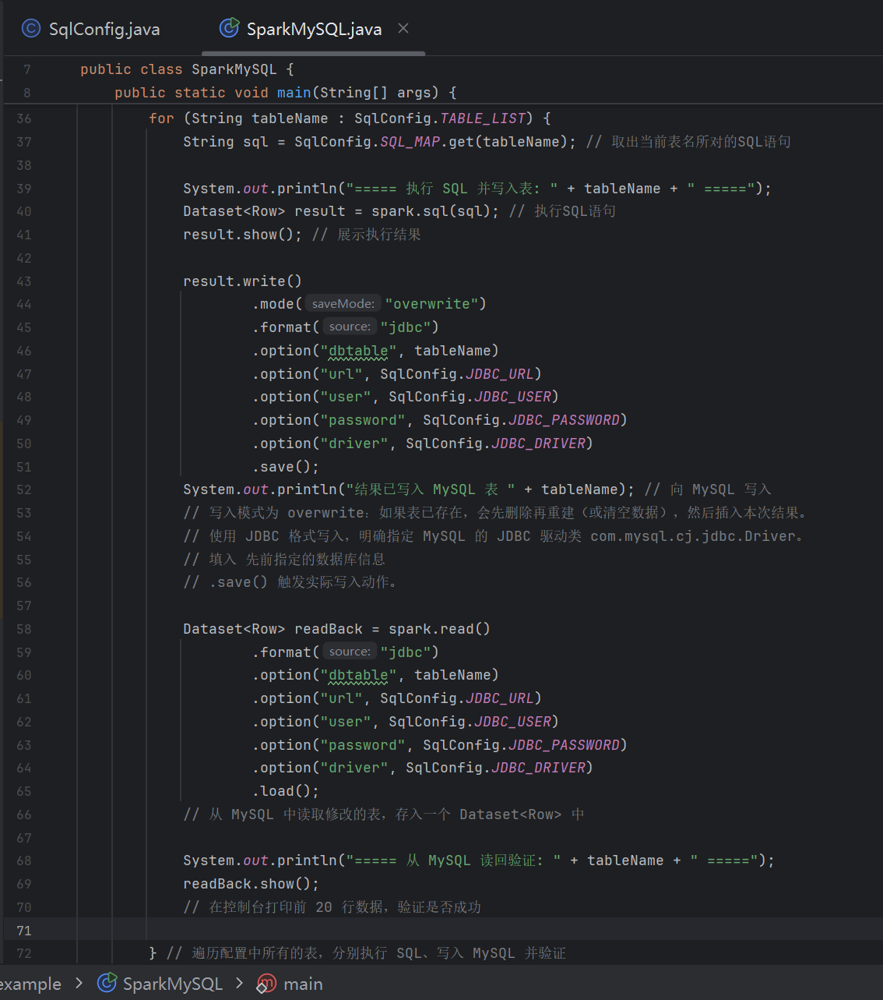 SqlConfig.java SparkMySQL.java
7 public class SparkMySQL {
8 public static void main(String[] args) {
36 for (String tableName : SqlConfig.TABLE_LIST) {
37 String sql = SqlConfig.SQL_MAP.get(tableName); // 取出当前表名所对的SQL语句
38
39 System.out.println("===== 执行 SQL 并写入表: " + tableName + " =====");
40 Dataset<Row> result = spark.sql(sql); // 执行SQL语句
41 result.show(); // 展示执行结果
42
43 result.write()
44 .mode( saveMode: "overwrite")
45 .format( source: "jdbc")
46 .option("dbtable", tableName)
47 .option("url", SqlConfig.JDBC_URL)
48 .option("user", SqlConfig.JDBC_USER)
49 .option("password", SqlConfig.JDBC_PASSWORD)
50 .option("driver", SqlConfig.JDBC_DRIVER)
51 .save();
52 System.out.println("结果已写入 MySQL 表 " + tableName); // 向 MySQL 写入
53 // 写入模式为 overwrite：如果表已存在，会先删除再重建（或清空数据），然后插入本次结果。
54 // 使用 JDBC 格式写入，明确指定 MySQL 的 JDBC 驱动类 com.mysql.cj.jdbc.Driver。
55 // 填入 先前指定的数据库信息
56 // .save() 触发实际写入动作。
57
58 Dataset<Row> readBack = spark.read()
59 .format( source: "jdbc")
60 .option("dbtable", tableName)
61 .option("url", SqlConfig.JDBC_URL)
62 .option("user", SqlConfig.JDBC_USER)
63 .option("password", SqlConfig.JDBC_PASSWORD)
64 .option("driver", SqlConfig.JDBC_DRIVER)
65 .load();
66 // 从 MySQL 中读取修改的表，存入一个 Dataset<Row> 中
67
68 System.out.println("===== 从 MySQL 读回验证: " + tableName + " =====");
69 readBack.show();
70 // 在控制台打印前 20 行数据，验证是否成功
71
72 } // 遍历配置中所有的表，分别执行 SQL、写入 MySQL 并验证
example > SparkMySQL > main